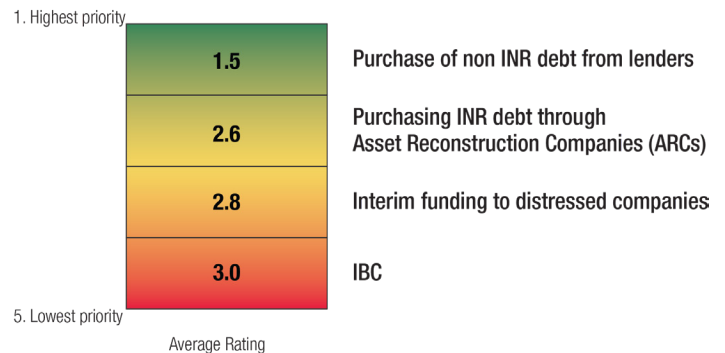 1. Highest priority
1.5
Purchase of non INR debt from lenders
2.6
Purchasing INR debt through
Asset Reconstruction Companies (ARCs)
2.8
Interim funding to distressed companies
3.0
IBC
5. Lowest priority
Average Rating